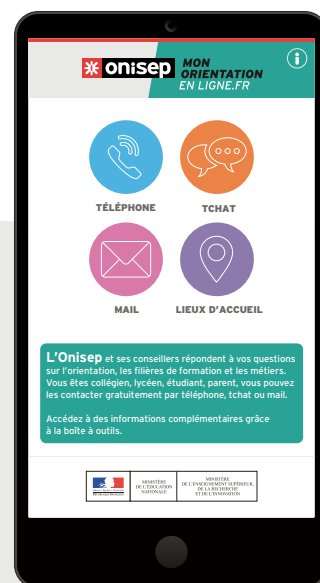 onisep MON
ORIENTATION
EN LIGNE.FR
i
TÉLÉPHONE
TCHAT
MAIL
LIEUX D'ACCUEIL
L'Onisep et ses conseillers répondent à vos questions
sur l'orientation, les filières de formation et les métiers.
Vous êtes collégien, lycéen, étudiant, parent, vous pouvez
les contacter gratuitement par téléphone, tchat ou mail.
Accédez à des informations complémentaires grâce
à la boîte à outils.
MINISTÈRE
DE L'ÉDUCATION
NATIONALE
MINISTÈRE
DE L'ENSEIGNEMENT SUPÉRIEUR,
DE LA RECHERCHE
ET DE L'INNOVATION